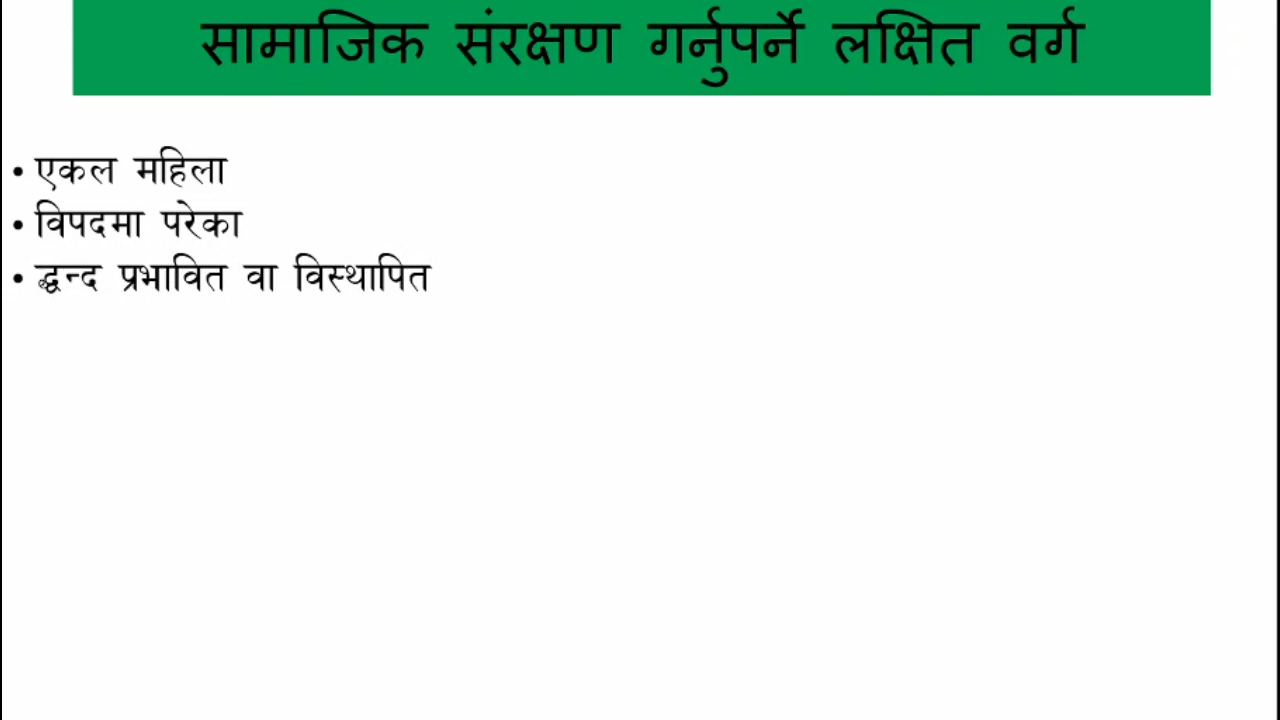 सामाजिक संरक्षण गर्नुपर्ने लक्षित वर्ग
• एकल महिला
• विपदमा परेका
• द्धन्द प्रभावित वा विस्थापित